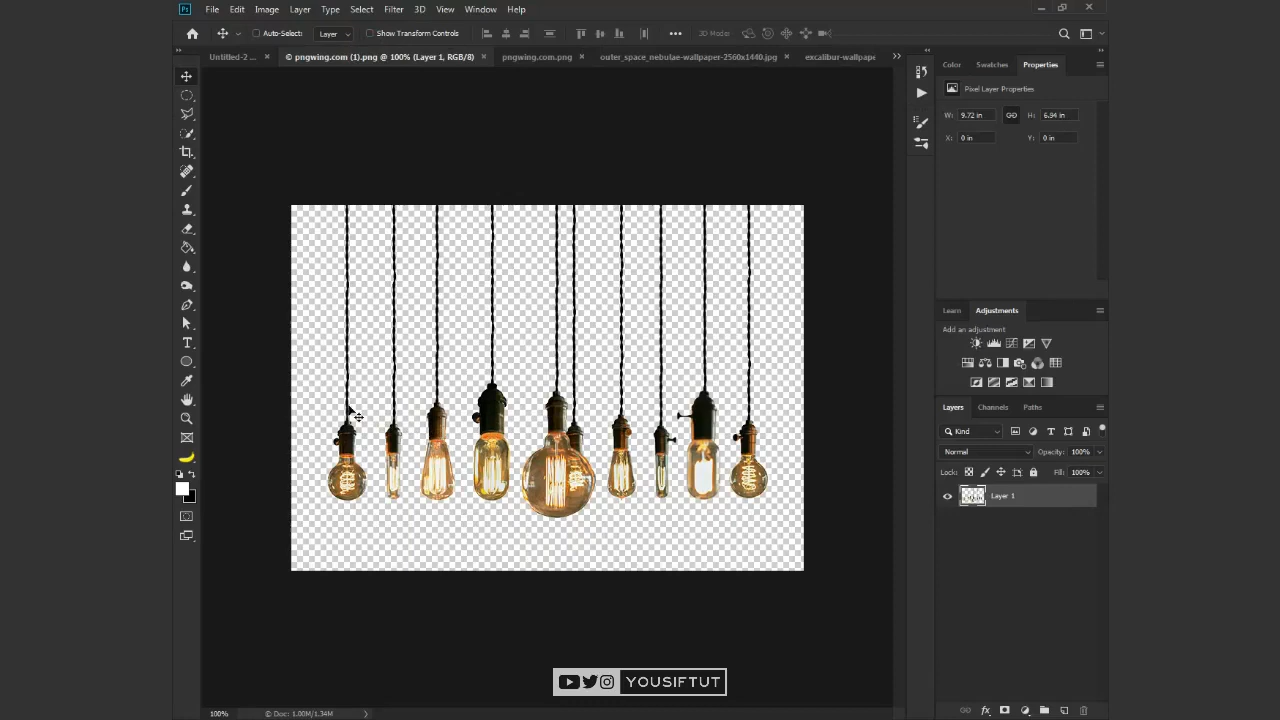 Ps File Edit Image Layer Type Select Filter 3D View Window Help
Auto-Select: Layer Show Transform Controls 3D Mode:
Untitled-2 ... × © pngwing.com (1).png @ 100% (Layer 1, RGB/8) × pngwing.com.png × outer_space_nebulae-wallpaper-2560x1440.jpg × excalibur-wallpape
Color Swatches Properties
Pixel Layer Properties
W: 9.72 in H: 6.94 in
X: 0 in Y: 0 in
Learn Adjustments
Add an adjustment
Layers Channels Paths
Kind
Normal Opacity: 100%
Lock: Fill: 100%
Layer 1
YOUSIFTUT
100% © Doc: 1.00M/1.34M